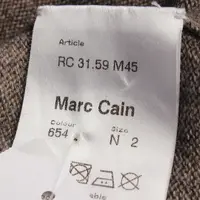 Article
RC 31.59 M45
Marc Cain
Colour Size
654 N 2